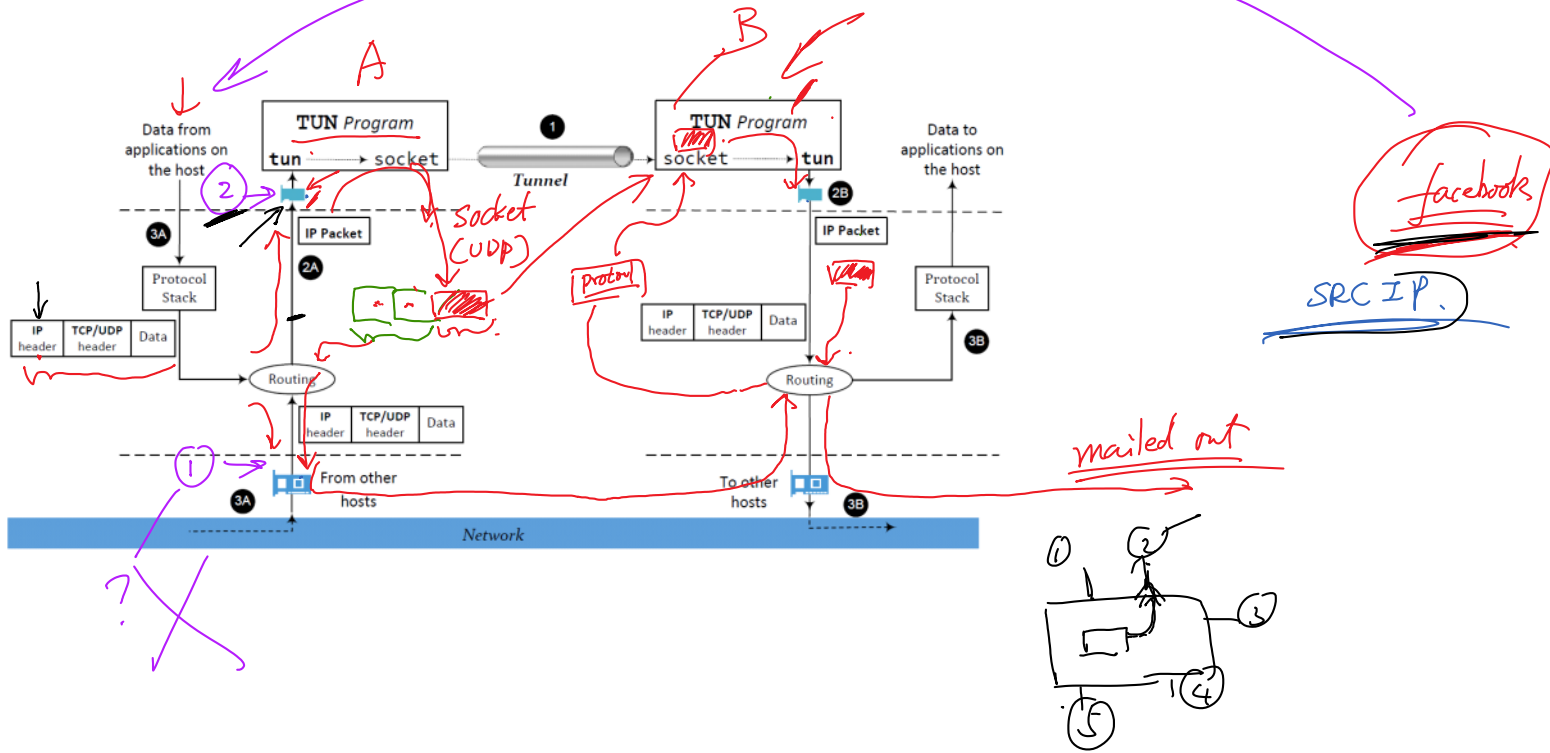 A
B
TUN Program
tun
socket
1
Tunnel
TUN Program
socket
tun
Data from
applications on
the host
Data to
applications on
the host
2
2B
3A
IP Packet
socket
(UDP)
IP Packet
2A
Protocol
Stack
protocol
Protocol
Stack
facebook
SRC IP.
IP
header
TCP/UDP
header
Data
IP
header
TCP/UDP
header
Data
3B
Routing
Routing
IP
header
TCP/UDP
header
Data
mailed out
1
From other
hosts
3A
To other
hosts
3B
Network
?
1
2
3
4
5